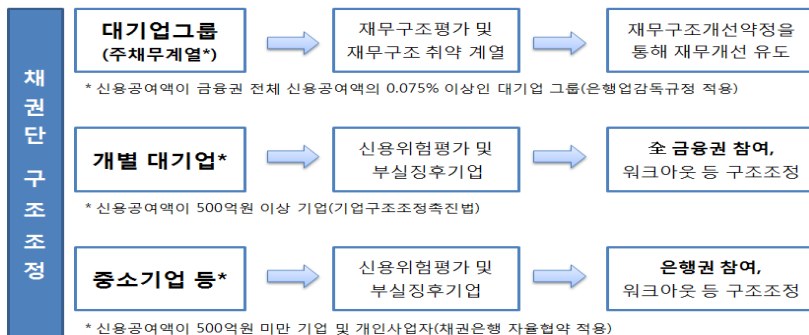 채권단 구조조정
대기업그룹
(주채무계열*)
재무구조평가 및
재무구조 취약 계열
재무구조개선약정을
통해 재무개선 유도
* 신용공여액이 금융권 전체 신용공여액의 0.075% 이상인 대기업 그룹(은행업감독규정 적용)
개별 대기업*
신용위험평가 및
부실징후기업
全 금융권 참여,
워크아웃 등 구조조정
* 신용공여액이 500억원 이상 기업(기업구조조정촉진법)
중소기업 등*
신용위험평가 및
부실징후기업
은행권 참여,
워크아웃 등 구조조정
* 신용공여액이 500억원 미만 기업 및 개인사업자(채권은행 자율협약 적용)